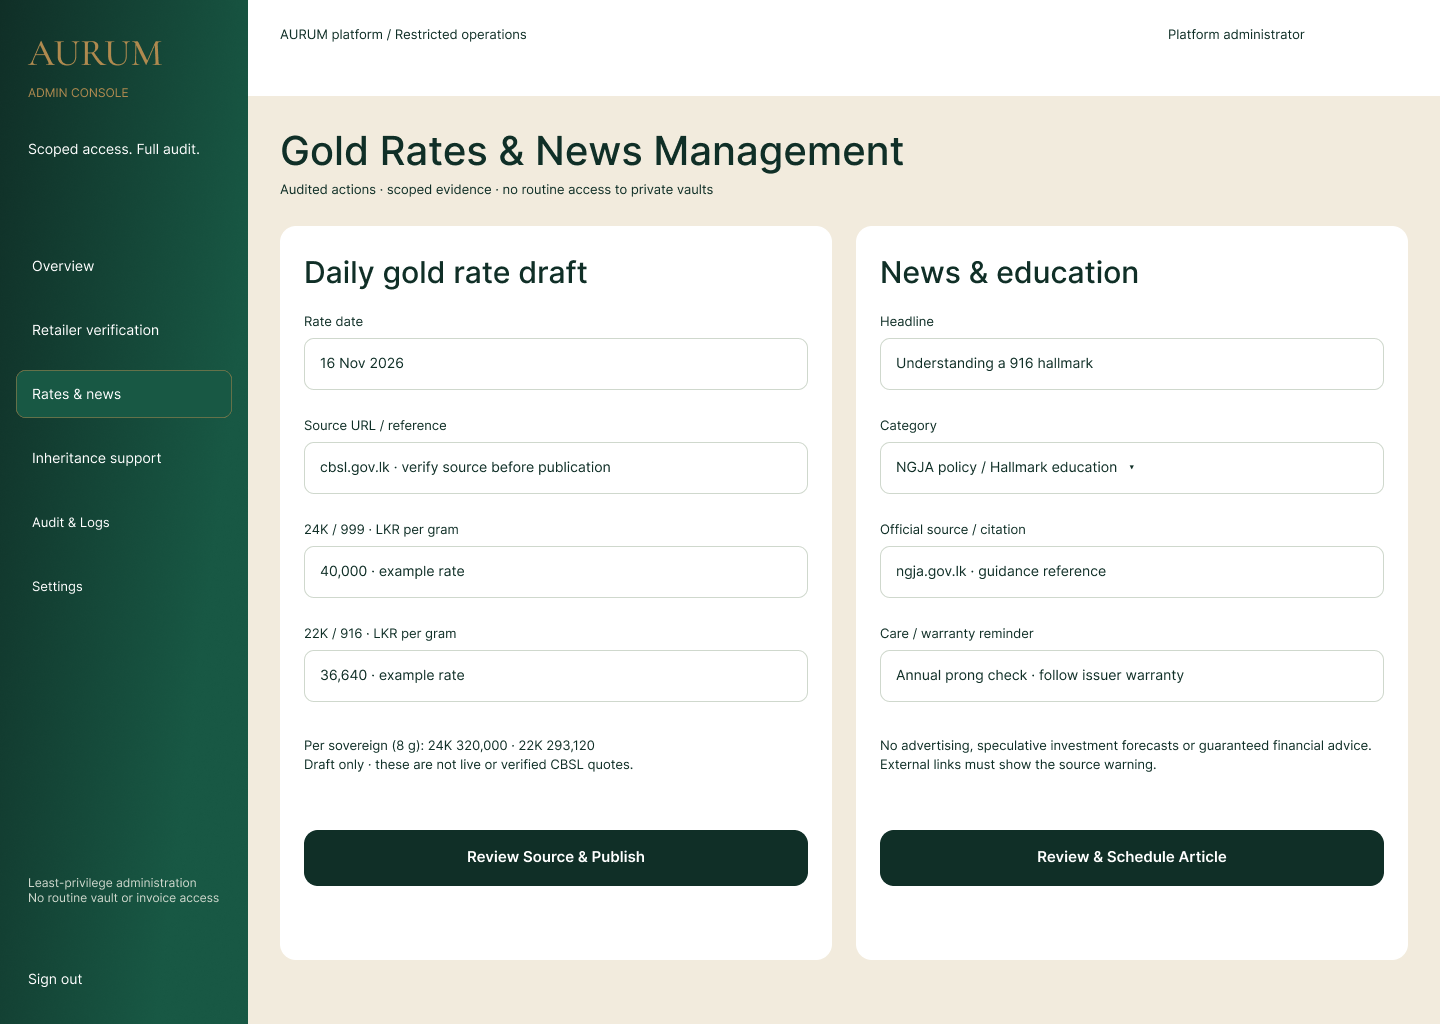 AURUM
ADMIN CONSOLE
Scoped access. Full audit.
Overview
Retailer verification
Rates & news
Inheritance support
Audit & Logs
Settings
Least-privilege administration
No routine vault or invoice access
Sign out
AURUM platform / Restricted operations
Platform administrator
Gold Rates & News Management
Audited actions · scoped evidence · no routine access to private vaults
Daily gold rate draft
Rate date
16 Nov 2026
Source URL / reference
cbsl.gov.lk · verify source before publication
24K / 999 · LKR per gram
40,000 · example rate
22K / 916 · LKR per gram
36,640 · example rate
Per sovereign (8 g): 24K 320,000 · 22K 293,120
Draft only · these are not live or verified CBSL quotes.
Review Source & Publish
News & education
Headline
Understanding a 916 hallmark
Category
NGJA policy / Hallmark education ▾
Official source / citation
ngja.gov.lk · guidance reference
Care / warranty reminder
Annual prong check · follow issuer warranty
No advertising, speculative investment forecasts or guaranteed financial advice.
External links must show the source warning.
Review & Schedule Article